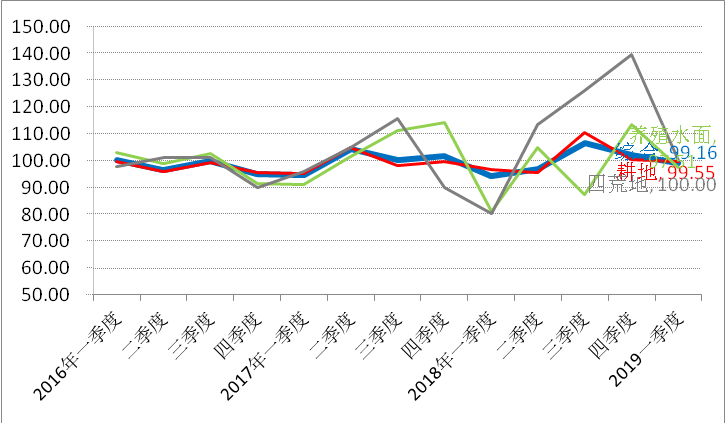 150.00
140.00
130.00
120.00
110.00
100.00
90.00
80.00
70.00
60.00
50.00
养殖水面,
综合, 99.16
耕地, 99.55
四荒地, 100.00
2016年一季度
二季度
三季度
四季度
2017年一季度
二季度
三季度
四季度
2018年一季度
二季度
三季度
四季度
2019一季度